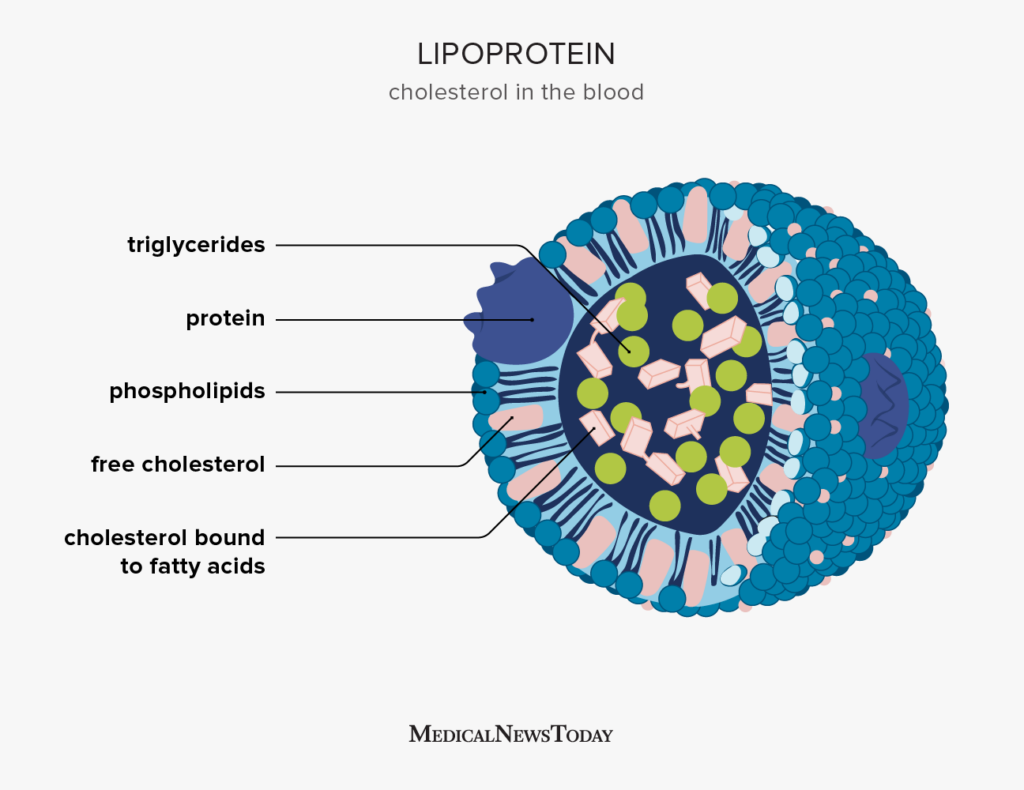 LIPOPROTEIN
cholesterol in the blood
triglycerides
protein
phospholipids
free cholesterol
cholesterol bound
to fatty acids
MEDICALNEWSTODAY